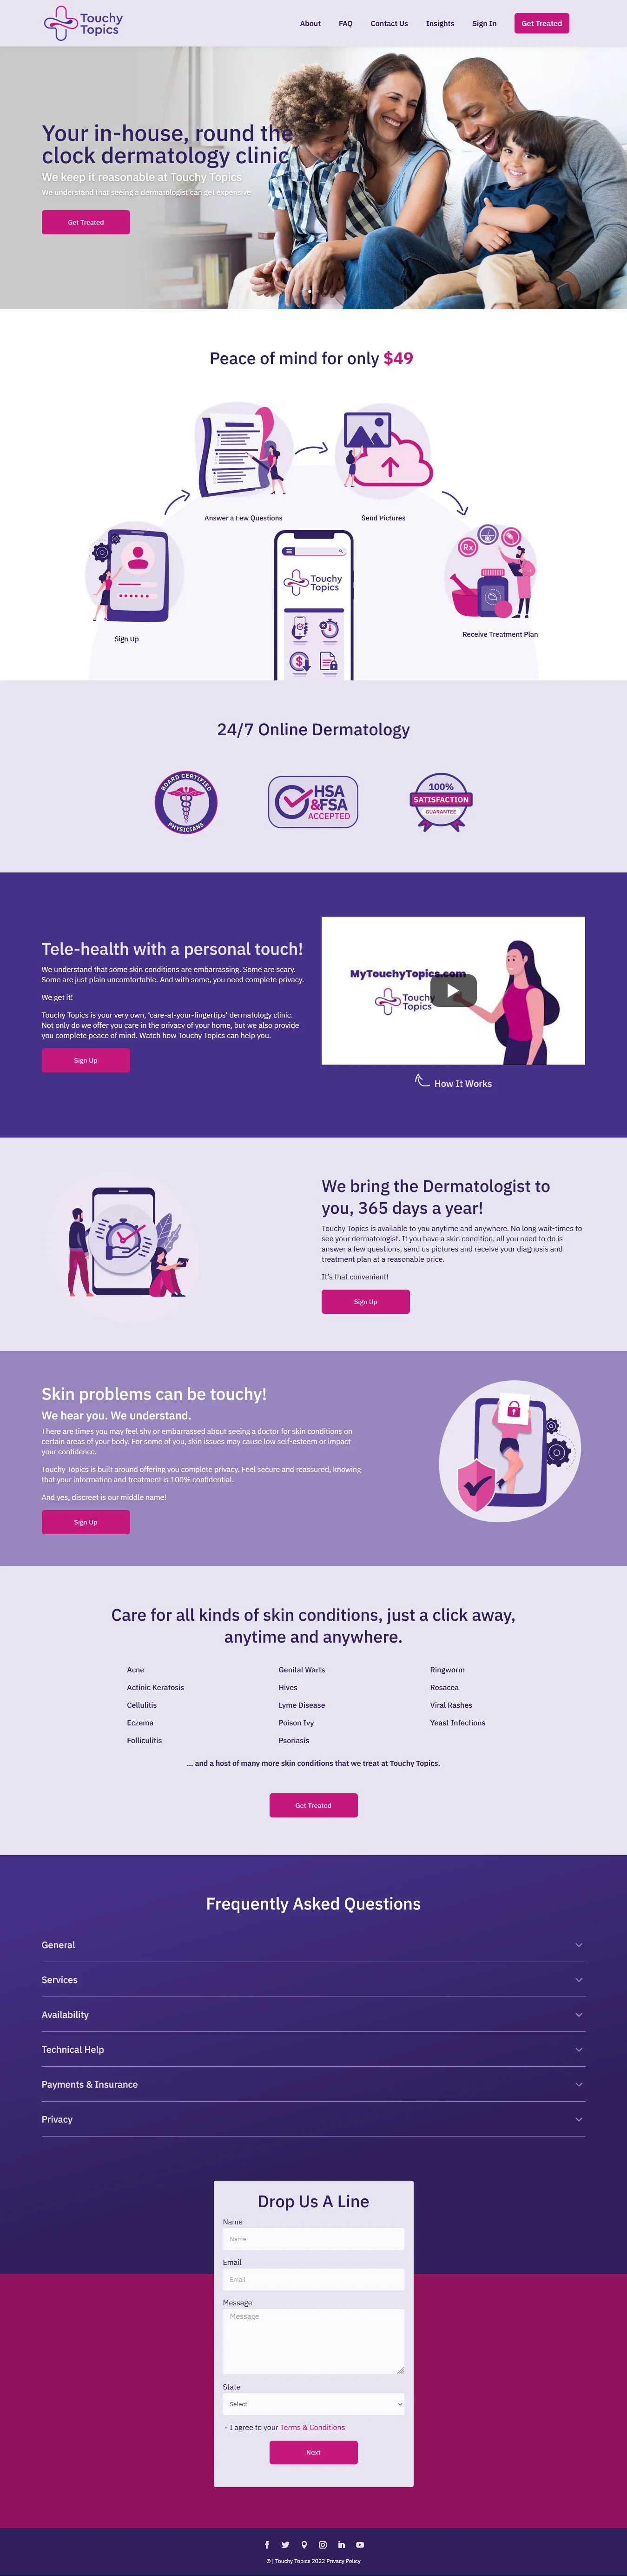 Touchy
Topics
About
FAQ
Contact Us
Insights
Sign In
Get Treated
Your in-house, round the
clock dermatology clinic
We keep it reasonable at Touchy Topics
We understand that seeing a dermatologist can get expensive
Get Treated
Peace of mind for only $49
Answer a Few Questions
Send Pictures
Sign Up
Touchy
Topics
Rx
Receive Treatment Plan
24/7 Online Dermatology
BOARD CERTIFIED
PHYSICIANS
HSA
&FSA
ACCEPTED
100%
SATISFACTION
GUARANTEE
Tele-health with a personal touch!
We understand that some skin conditions are embarrassing. Some are scary.
Some are just plain uncomfortable. And with some, you need complete privacy.
We get it!
Touchy Topics is your very own, 'care-at-your-fingertips' dermatology clinic.
Not only do we offer you care in the privacy of your home, but we also provide
you complete peace of mind. Watch how Touchy Topics can help you.
Sign Up
MyTouchyTopics.com
Touchy
Topics
How It Works
We bring the Dermatologist to
you, 365 days a year!
Touchy Topics is available to you anytime and anywhere. No long wait-times to
see your dermatologist. If you have a skin condition, all you need to do is
answer a few questions, send us pictures and receive your diagnosis and
treatment plan at a reasonable price.
It's that convenient!
Sign Up
Skin problems can be touchy!
We hear you. We understand.
There are times you may feel shy or embarrassed about seeing a doctor for skin conditions on
certain areas of your body. For some of you, skin issues may cause low self-esteem or impact
your confidence.
Touchy Topics is built around offering you complete privacy. Feel secure and reassured, knowing
that your information and treatment is 100% confidential.
And yes, discreet is our middle name!
Sign Up
Care for all kinds of skin conditions, just a click away,
anytime and anywhere.
Acne
Actinic Keratosis
Cellulitis
Eczema
Folliculitis
Genital Warts
Hives
Lyme Disease
Poison Ivy
Psoriasis
Ringworm
Rosacea
Viral Rashes
Yeast Infections
... and a host of many more skin conditions that we treat at Touchy Topics.
Get Treated
Frequently Asked Questions
General
Services
Availability
Technical Help
Payments & Insurance
Privacy
Drop Us A Line
Name
Name
Email
Email
Message
Message
State
Select
I agree to your Terms & Conditions
Next
© | Touchy Topics 2022 Privacy Policy